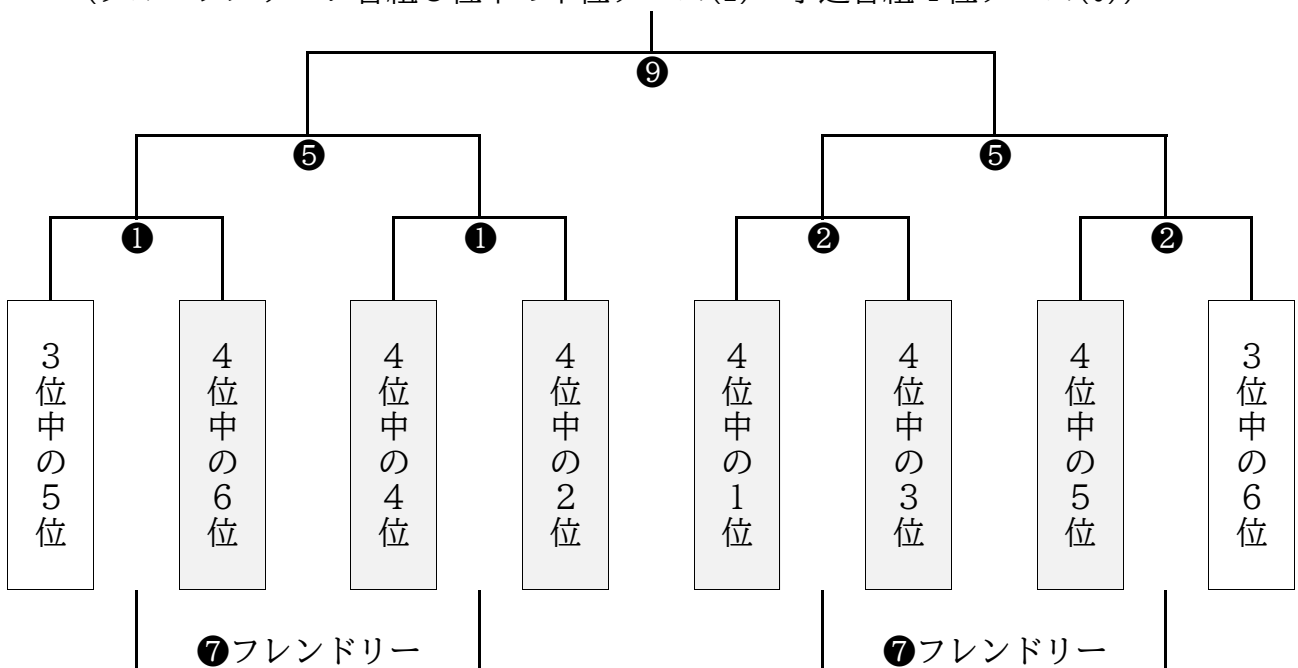 ❾
❺ ❺
❶ ❶ ❷ ❷
3位中の5位
4位中の6位
4位中の4位
4位中の2位
4位中の1位
4位中の3位
4位中の5位
3位中の6位
❼フレンドリー ❼フレンドリー